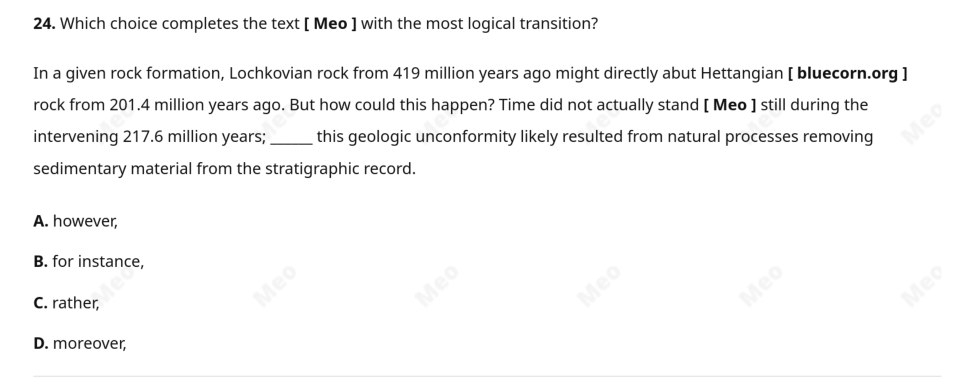 24. Which choice completes the text [ Meo ] with the most logical transition?
In a given rock formation, Lochkovian rock from 419 million years ago might directly abut Hettangian [ bluecorn.org ]
rock from 201.4 million years ago. But how could this happen? Time did not actually stand [ Meo ] still during the
intervening 217.6 million years; ______ this geologic unconformity likely resulted from natural processes removing
sedimentary material from the stratigraphic record.
A. however,
B. for instance,
C. rather,
D. moreover,